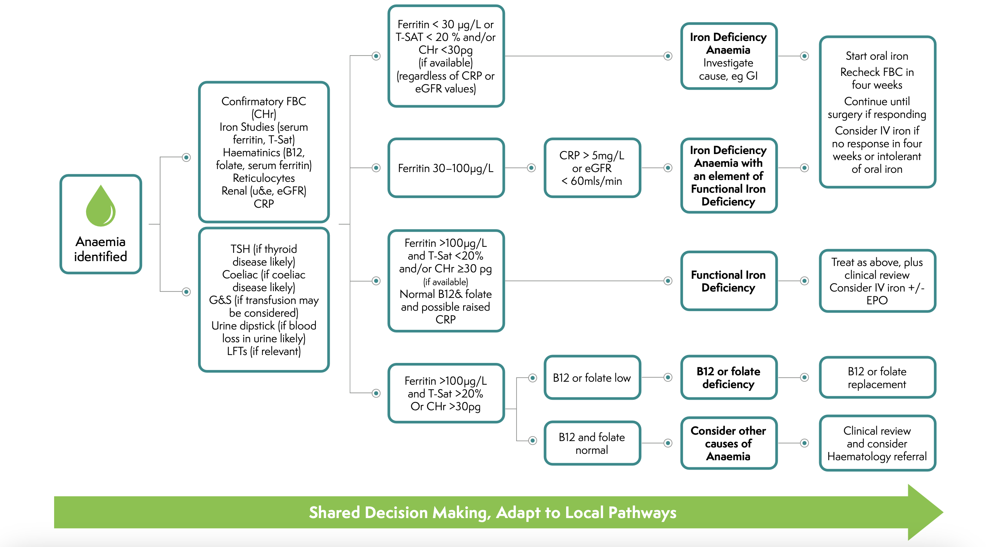 Anaemia
identified
Confirmatory FBC
(CHr)
Iron Studies (serum
ferritin, T-Sat)
Haematinics (B12,
folate, serum ferritin)
Reticulocytes
Renal (u&e, eGFR)
CRP
TSH (if thyroid
disease likely)
Coeliac (if coeliac
disease likely)
G&S (if transfusion may
be considered)
Urine dipstick (if blood
loss in urine likely)
LFTs (if relevant)
Ferritin < 30 µg/L or
T-SAT < 20 % and/or
CHr <30pg
(if available)
(regardless of CRP or
eGFR values)
Iron Deficiency
Anaemia
Investigate
cause, eg GI
Start oral iron
Recheck FBC in
four weeks
Continue until
surgery if responding
Consider IV iron if
no response in four
weeks or intolerant
of oral iron
Ferritin 30–100µg/L
CRP > 5mg/L
or eGFR
< 60mls/min
Iron Deficiency
Anaemia with
an element of
Functional Iron
Deficiency
Ferritin >100µg/L
and T-Sat <20%
and/or CHr ≥30 pg
(if available)
Normal B12& folate
and possible raised
CRP
Functional Iron
Deficiency
Treat as above, plus
clinical review
Consider IV iron +/-
EPO
Ferritin >100µg/L
and T-Sat >20%
Or CHr >30pg
B12 or folate low
B12 or folate
deficiency
B12 or folate
replacement
B12 and folate
normal
Consider other
causes of
Anaemia
Clinical review
and consider
Haematology referral
Shared Decision Making, Adapt to Local Pathways